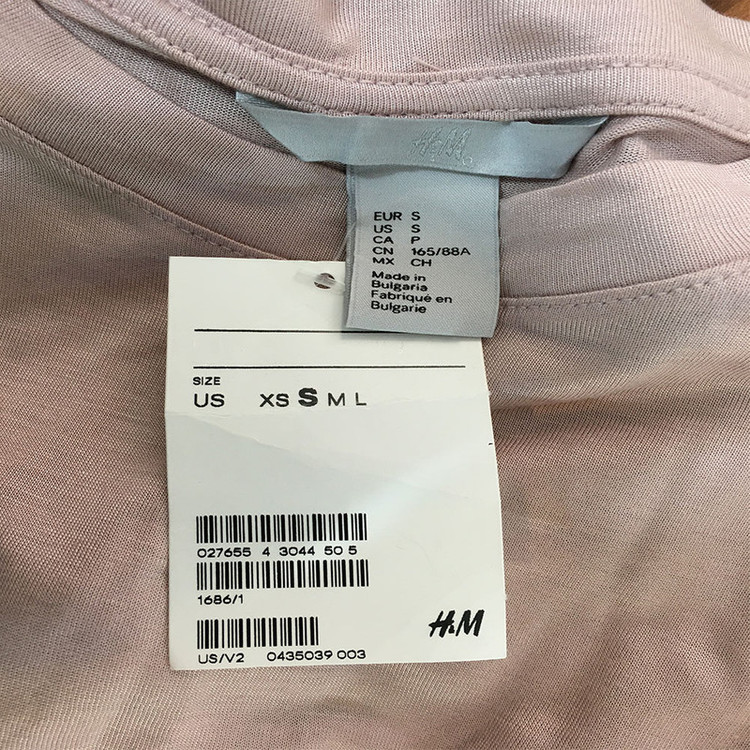 H&M
EUR S
US S
CA P
CN 165/88A
MX CH
Made in
Bulgaria
Fabriqué en
Bulgarie
SIZE
US XS S M L
027655 4 3044 50 5
1686/1
H&M
US/V2 0435039 003